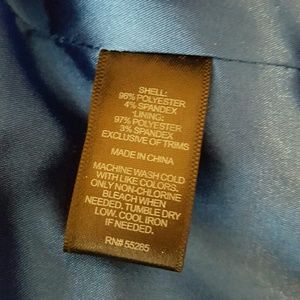 SHELL:
96% POLYESTER
4% SPANDEX
LINING:
97% POLYESTER
3% SPANDEX
EXCLUSIVE OF TRIMS
MADE IN CHINA
MACHINE WASH COLD
WITH LIKE COLORS.
ONLY NON-CHLORINE
BLEACH WHEN
NEEDED. TUMBLE DRY
LOW. COOL IRON
IF NEEDED.
RN# 55285